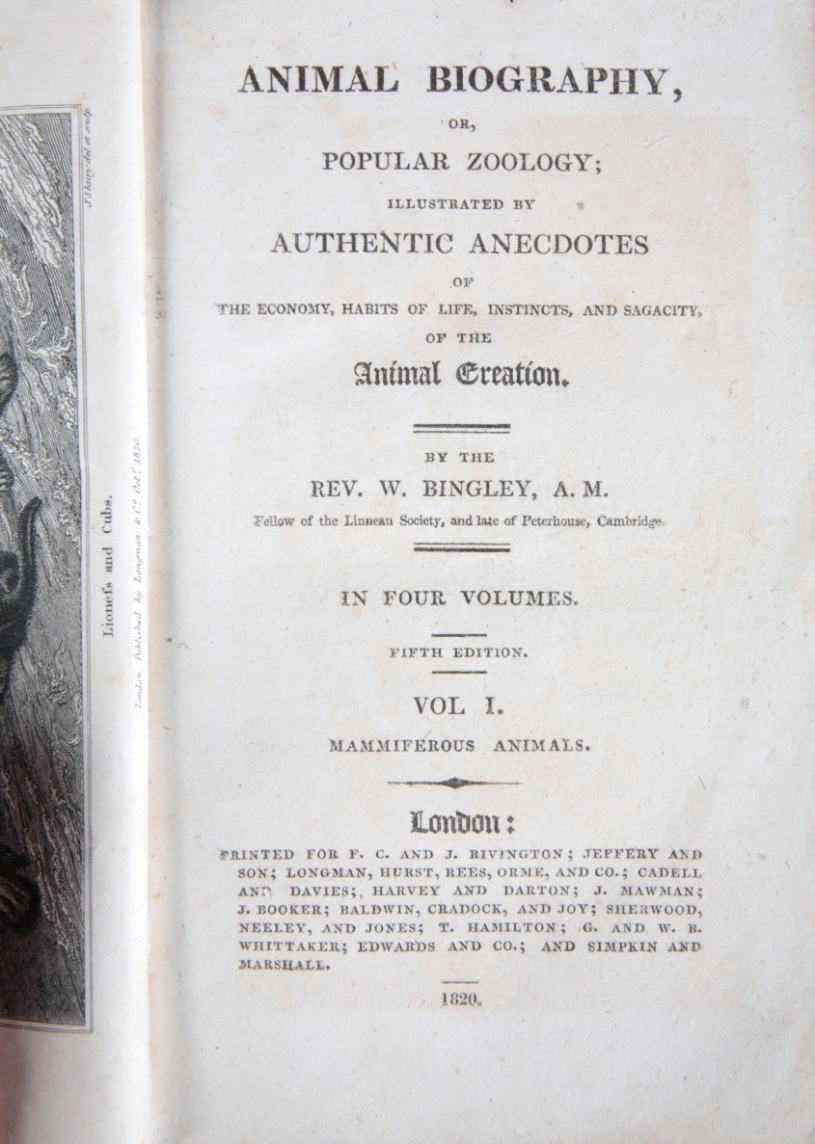 Lioneſs and Cubs.
London. Published by Longman. & Cº Octr. 1820.
ANIMAL BIOGRAPHY,
OR,
POPULAR ZOOLOGY;
ILLUSTRATED BY
AUTHENTIC ANECDOTES
OF
THE ECONOMY, HABITS OF LIFE, INSTINCTS, AND SAGACITY,
OF THE
Animal Creation.
BY THE
REV. W. BINGLEY, A. M.
Fellow of the Linneau Society, and late of Peterhouse, Cambridge.
IN FOUR VOLUMES.
FIFTH EDITION.
VOL I.
MAMMIFEROUS ANIMALS.
London:
PRINTED FOR F. C. AND J. RIVINGTON; JEFFERY AND
SON; LONGMAN, HURST, REES, ORME, AND CO.; CADELL
AND DAVIES; HARVEY AND DARTON; J. MAWMAN;
J. BOOKER; BALDWIN, CRADOCK, AND JOY; SHERWOOD,
NEELEY, AND JONES; T. HAMILTON; G. AND W. B.
WHITTAKER; EDWARDS AND CO.; AND SIMPKIN AND
MARSHALL.
1820.